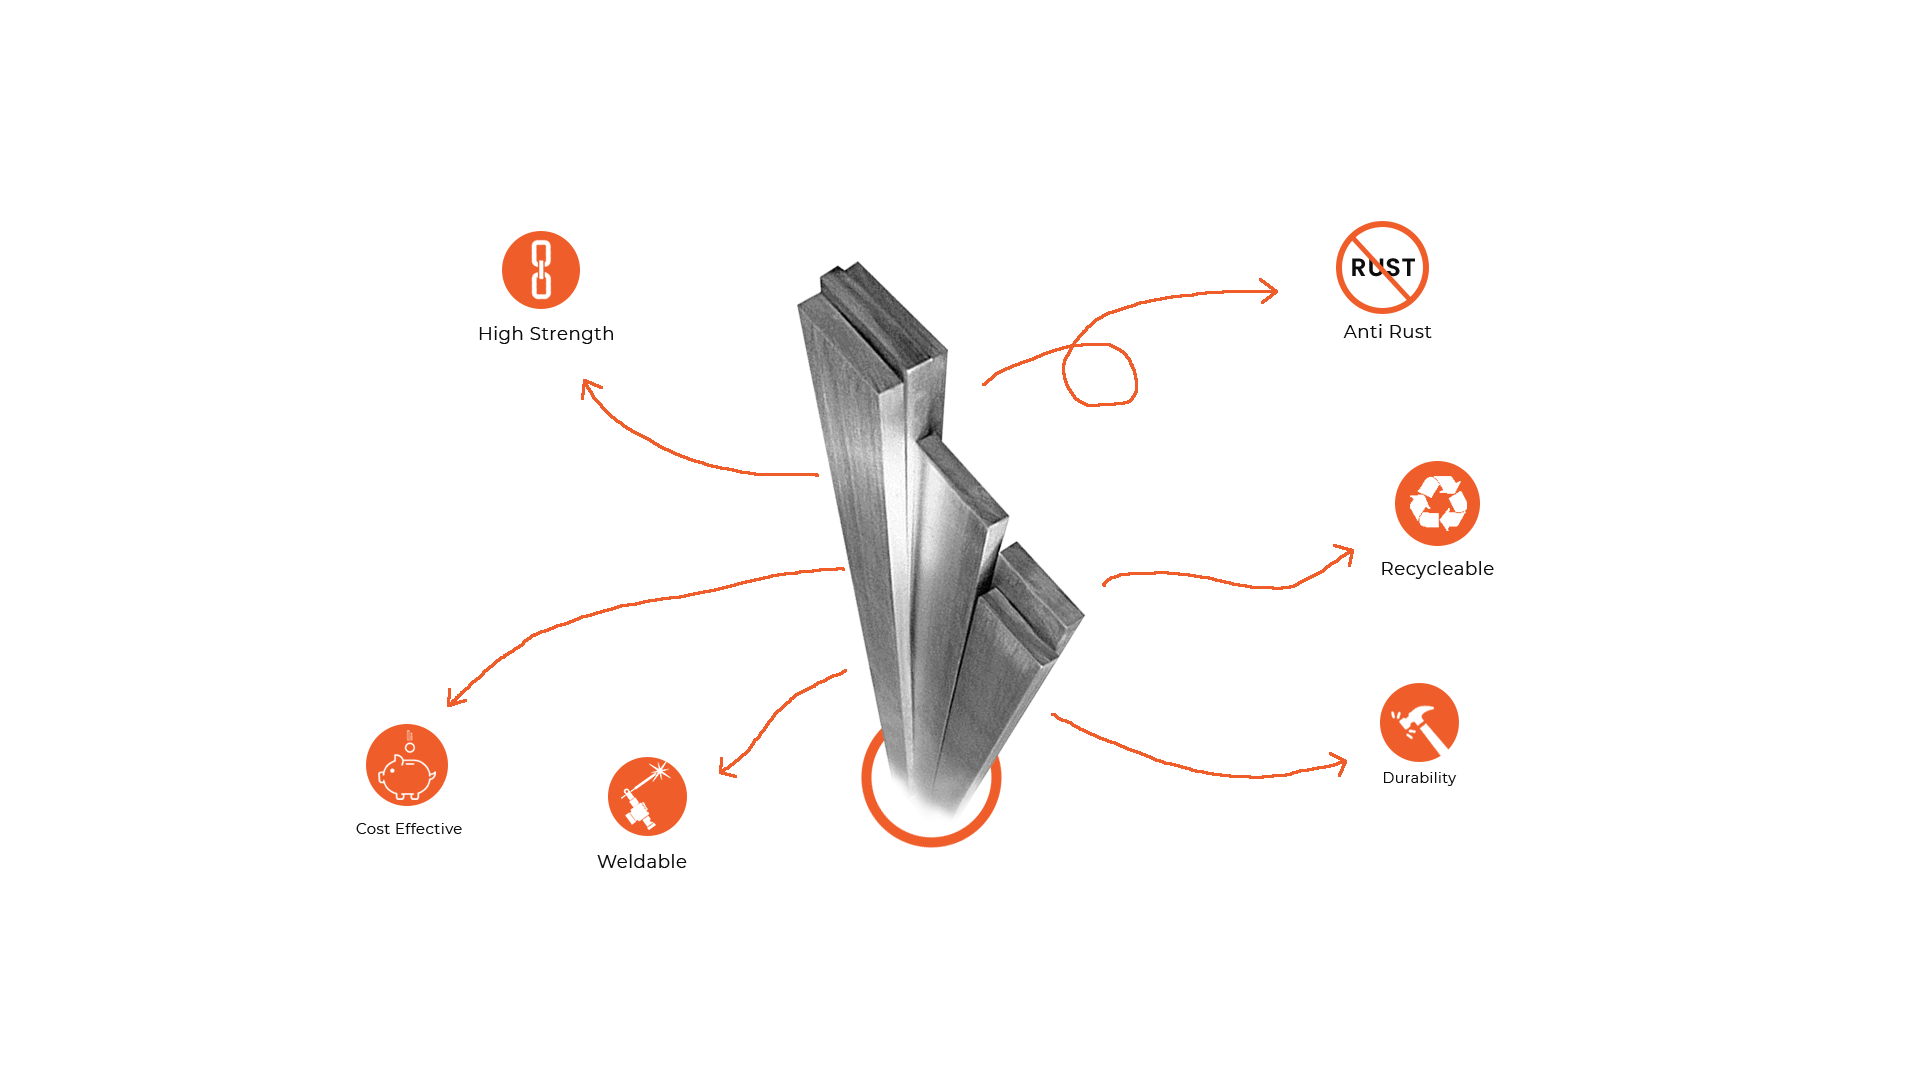 High Strength
RUST
Anti Rust
Recycleable
Cost Effective
Weldable
Durability